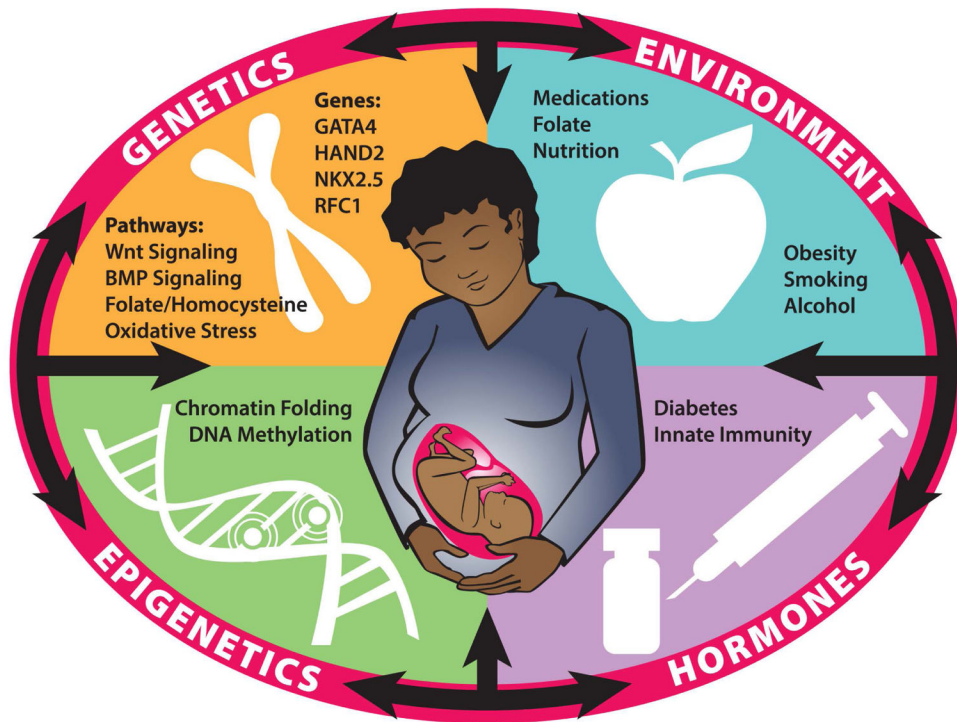 GENETICS
Genes:
GATA4
HAND2
NKX2.5
RFC1
Pathways:
Wnt Signaling
BMP Signaling
Folate/Homocysteine
Oxidative Stress
ENVIRONMENT
Medications
Folate
Nutrition
Obesity
Smoking
Alcohol
Chromatin Folding
DNA Methylation
EPIGENETICS
Diabetes
Innate Immunity
HORMONES